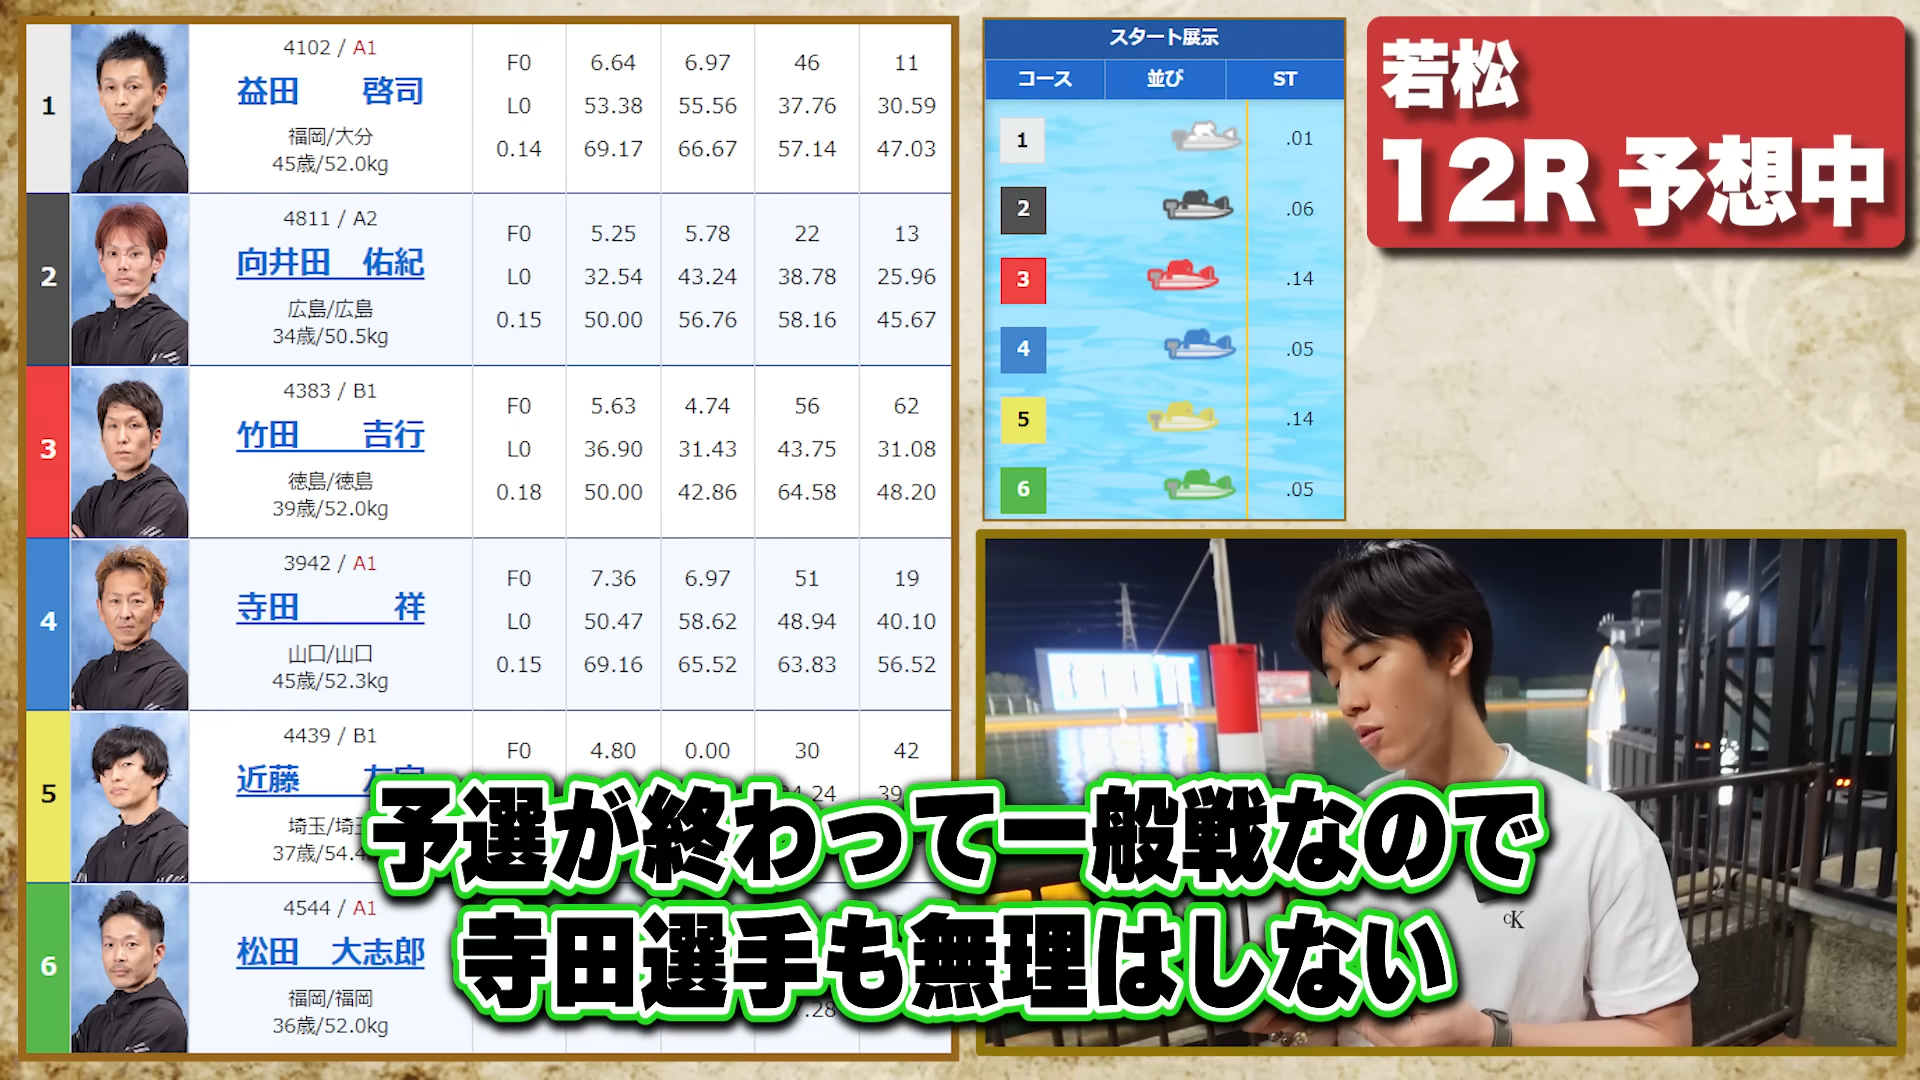 1
4102 / A1
益田 啓司
福岡/大分
45歳/52.0kg
F0 6.64 6.97 46 11
L0 53.38 55.56 37.76 30.59
0.14 69.17 66.67 57.14 47.03
2
4811 / A2
向井田 佑紀
広島/広島
34歳/50.5kg
F0 5.25 5.78 22 13
L0 32.54 43.24 38.78 25.96
0.15 50.00 56.76 58.16 45.67
3
4383 / B1
竹田 吉行
徳島/徳島
39歳/52.0kg
F0 5.63 4.74 56 62
L0 36.90 31.43 43.75 31.08
0.18 50.00 42.86 64.58 48.20
4
3942 / A1
寺田 祥
山口/山口
45歳/52.3kg
F0 7.36 6.97 51 19
L0 50.47 58.62 48.94 40.10
0.15 69.16 65.52 63.83 56.52
5
4439 / B1
近藤
埼玉/埼玉
37歳/54.4
F0 4.80 0.00 30 42
6
4544 / A1
松田 大志郎
福岡/福岡
36歳/52.0kg
スタート展示
コース 並び ST
1 .01
2 .06
3 .14
4 .05
5 .14
6 .05
若松
12R 予想中
cK
予選が終わって一般戦なので
寺田選手も無理はしない